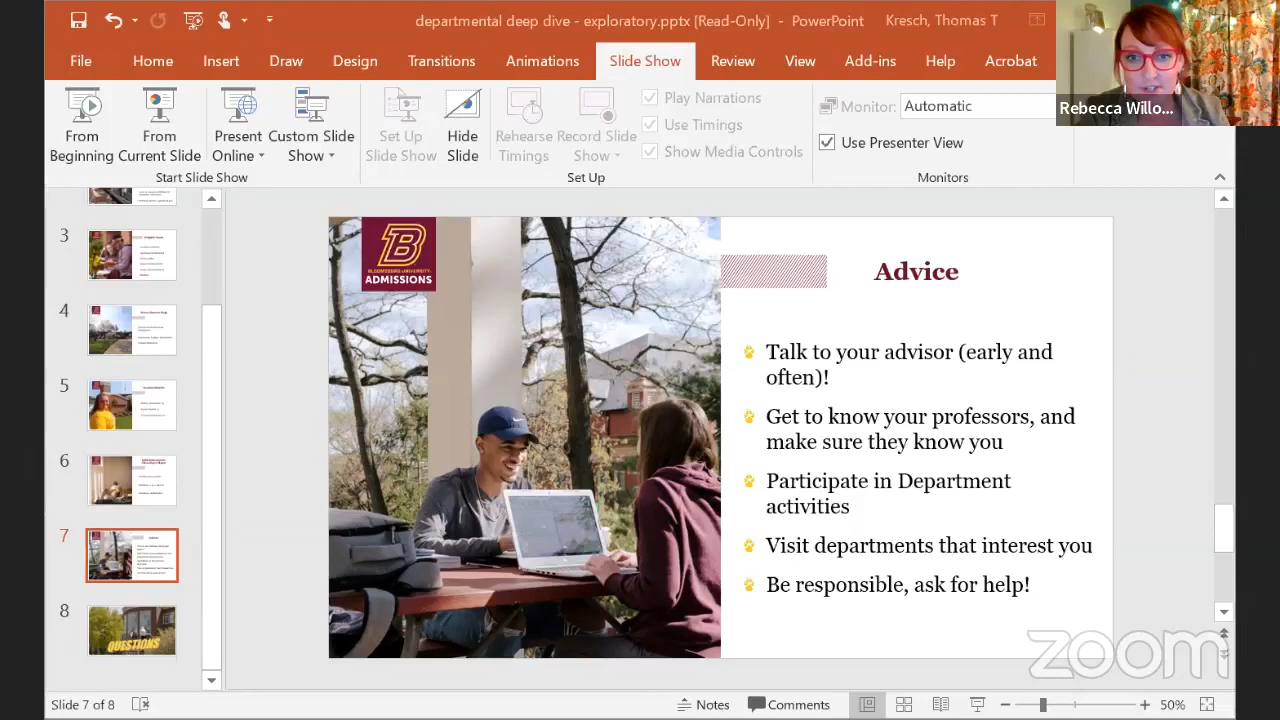 departmental deep dive - exploratory.pptx [Read-Only] - PowerPoint
Kresch, Thomas T
File Home Insert Draw Design Transitions Animations Slide Show Review View Add-ins Help Acrobat
From Beginning
From Current Slide
Present Online
Custom Slide Show
Set Up Slide Show
Hide Slide
Rehearse Timings
Record Slide Show
Play Narrations
Use Timings
Show Media Controls
Monitor: Automatic
Use Presenter View
Start Slide Show
Set Up
Monitors
Rebecca Willo...
3
4
5
6
7
8
QUESTIONS
B
BLOOMSBURG UNIVERSITY
ADMISSIONS
Advice
Talk to your advisor (early and
often)!
Get to know your professors, and
make sure they know you
Participate in Department
activities
Visit departments that interest you
Be responsible, ask for help!
zoom
Slide 7 of 8
Notes
Comments
50%